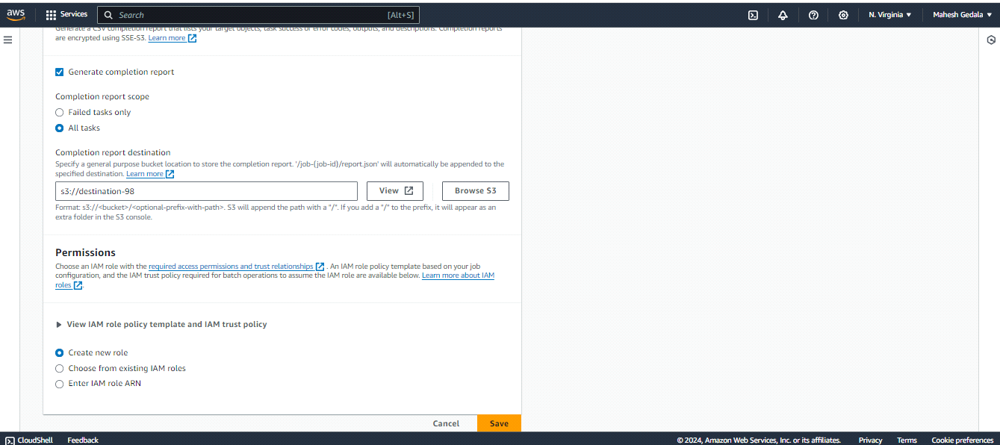 aws
Services
Search
[Alt+S]
N. Virginia
Mahesh Gedala
Generate a CSV completion report that lists your target objects, task success or error codes, outputs, and descriptions. Completion reports
are encrypted using SSE-S3. Learn more
Generate completion report
Completion report scope
Failed tasks only
All tasks
Completion report destination
Specify a general purpose bucket location to store the completion report. '/job-{job-id}/report.json' will automatically be appended to the
specified destination. Learn more
s3://destination-98
View
Browse S3
Format: s3://<bucket>/<optional-prefix-with-path>. S3 will append the path with a "/". If you add a "/" to the prefix, it will appear as an
extra folder in the S3 console.
Permissions
Choose an IAM role with the required access permissions and trust relationships . An IAM role policy template based on your job
configuration, and the IAM trust policy required for batch operations to assume the IAM role are available below. Learn more about IAM
roles .
View IAM role policy template and IAM trust policy
Create new role
Choose from existing IAM roles
Enter IAM role ARN
Cancel
Save
CloudShell
Feedback
© 2024, Amazon Web Services, Inc. or its affiliates.
Privacy
Terms
Cookie preferences